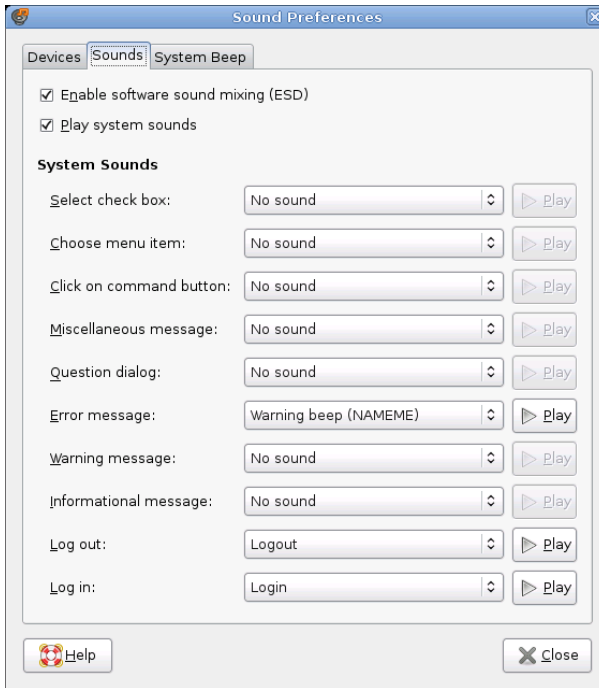 Sound Preferences
Devices Sounds System Beep
Enable software sound mixing (ESD)
Play system sounds
System Sounds
Select check box: No sound Play
Choose menu item: No sound Play
Click on command button: No sound Play
Miscellaneous message: No sound Play
Question dialog: No sound Play
Error message: Warning beep (NAMEME) Play
Warning message: No sound Play
Informational message: No sound Play
Log out: Logout Play
Log in: Login Play
Help Close